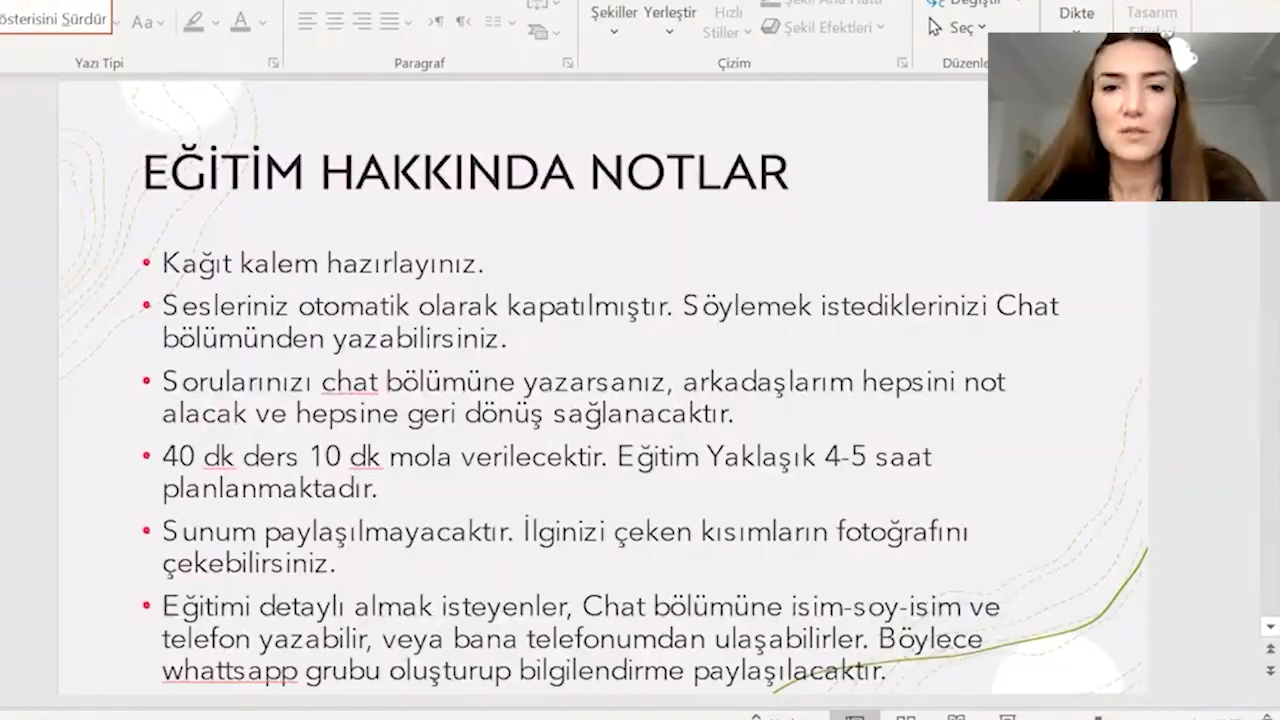 österisini Sürdür
Aa
A
Şekiller Yerleştir Hızlı
Stiller
Şekil Efektleri
Değiştir
Seç
Dikte
Tasarım
Yazı Tipi
Paragraf
Çizim
Düzenle
EĞİTİM HAKKINDA NOTLAR
• Kağıt kalem hazırlayınız.
• Sesleriniz otomatik olarak kapatılmıştır. Söylemek istediklerinizi Chat
bölümünden yazabilirsiniz.
• Sorularınızı chat bölümüne yazarsanız, arkadaşlarım hepsini not
alacak ve hepsine geri dönüş sağlanacaktır.
• 40 dk ders 10 dk mola verilecektir. Eğitim Yaklaşık 4-5 saat
planlanmaktadır.
• Sunum paylaşılmayacaktır. İlginizi çeken kısımların fotoğrafını
çekebilirsiniz.
• Eğitimi detaylı almak isteyenler, Chat bölümüne isim-soy-isim ve
telefon yazabilir, veya bana telefonumdan ulaşabilirler. Böylece
whattsapp grubu oluşturup bilgilendirme paylaşılacaktır.